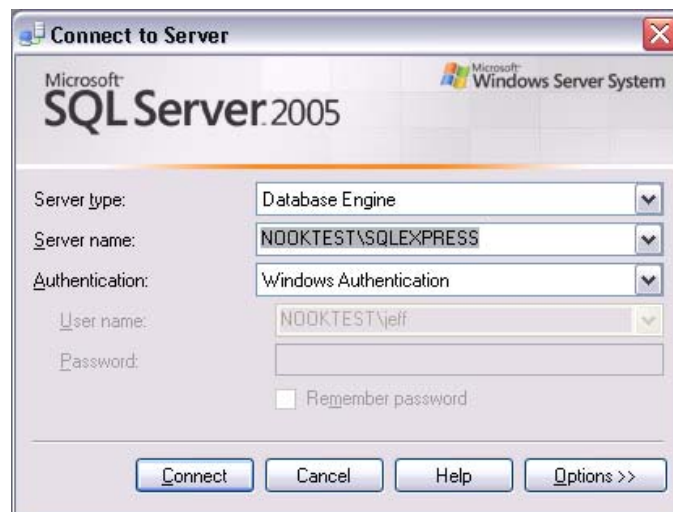 Connect to Server
Microsoft
SQL Server 2005
Microsoft
Windows Server System
Server type: Database Engine
Server name: NOOKTEST\SQLEXPRESS
Authentication: Windows Authentication
User name: NOOKTEST\jeff
Password:
Remember password
Connect Cancel Help Options >>